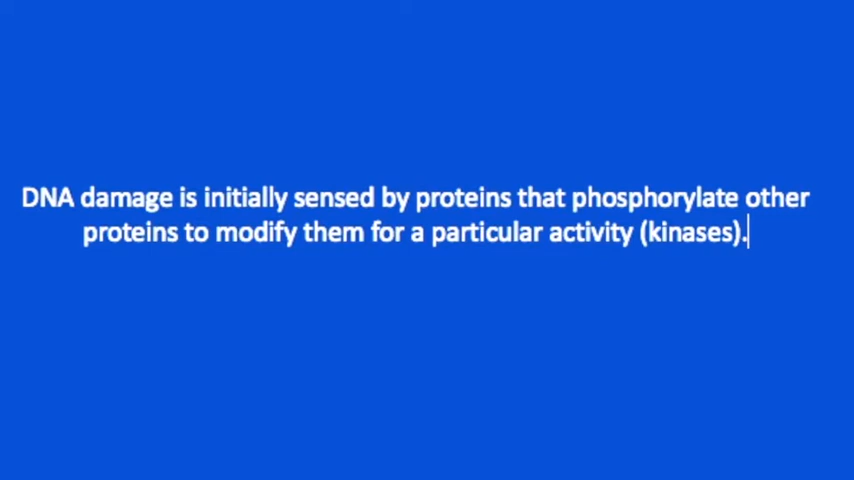 DNA damage is initially sensed by proteins that phosphorylate other
proteins to modify them for a particular activity (kinases).